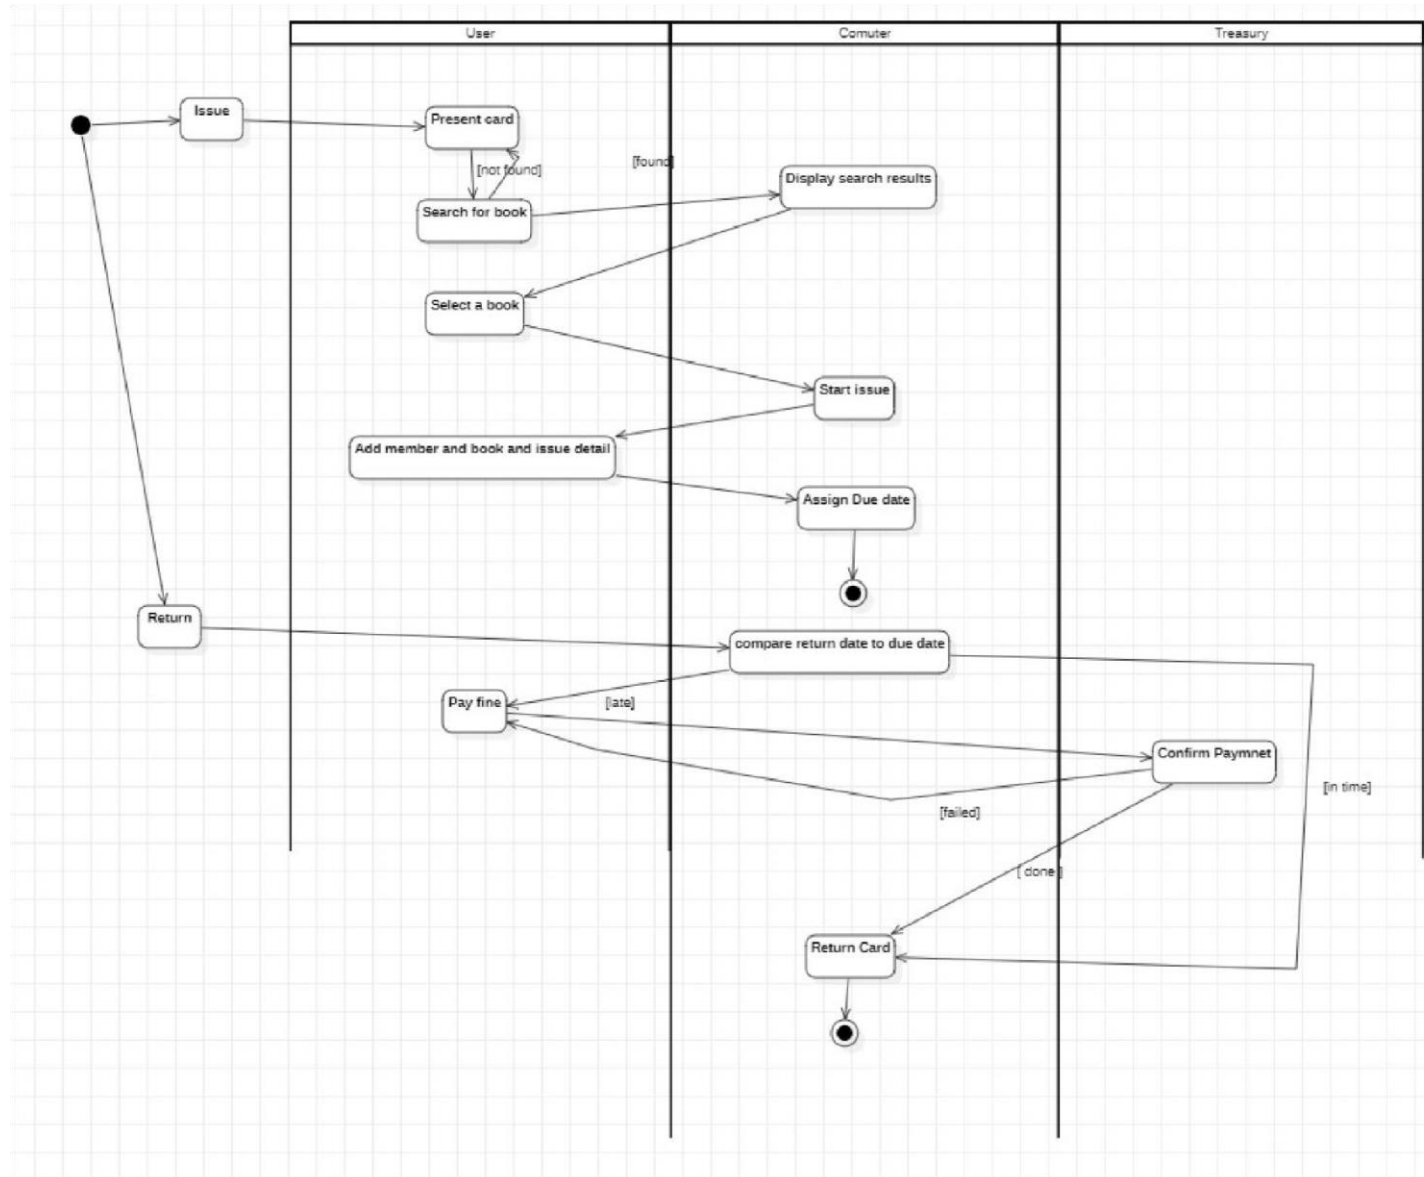 User
Comuter
Treasury
Issue
Present card
[not found]
[found]
Display search results
Search for book
Select a book
Start issue
Add member and book and issue detail
Assign Due date
Return
compare return date to due date
Pay fine
[late]
Confirm Paymnet
[in time]
[failed]
[ done ]
Return Card